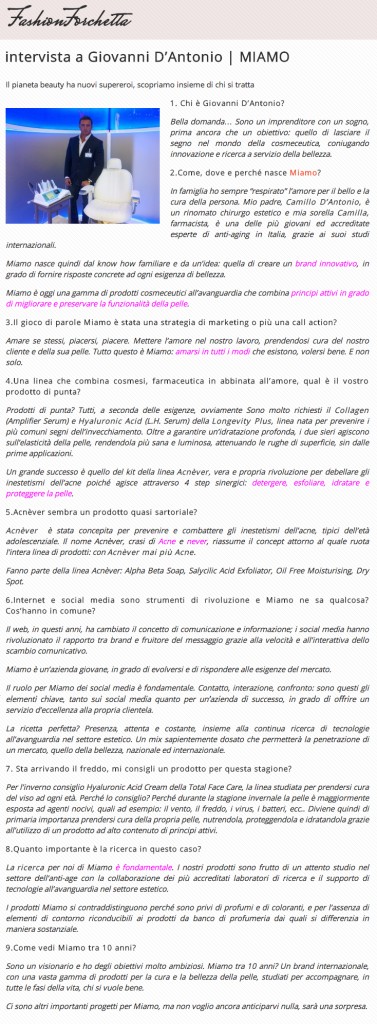 FashionForchetta
intervista a Giovanni D'Antonio | MIAMO
Il pianeta beauty ha nuovi supereroi, scopriamo insieme di chi si tratta
1. Chi è Giovanni D'Antonio?
Bella domanda... Sono un imprenditore con un sogno,
prima ancora che un obiettivo: quello di lasciare il
segno nel mondo della cosmeceutica, coniugando
innovazione e ricerca a servizio della bellezza.
2.Come, dove e perché nasce Miamo?
In famiglia ho sempre "respirato" l'amore per il bello e la
cura della persona. Mio padre, Camillo D'Antonio, è
un rinomato chirurgo estetico e mia sorella Camilla,
farmacista, è una delle più giovani ed accreditate
esperte di anti-aging in Italia, grazie ai suoi studi
internazionali.
Miamo nasce quindi dal know how familiare e da un'idea: quella di creare un brand innovativo, in
grado di fornire risposte concrete ad ogni esigenza di bellezza.
Miamo è oggi una gamma di prodotti cosmeceutici all'avanguardia che combina principi attivi in grado
di migliorare e preservare la funzionalità della pelle.
3.Il gioco di parole Miamo è stata una strategia di marketing o più una call action?
Amare se stessi, piacersi, piacere. Mettere l'amore nel nostro lavoro, prendendosi cura del nostro
cliente e della sua pelle. Tutto questo è Miamo: amarsi in tutti i modi che esistono, volersi bene. E non
solo.
4.Una linea che combina cosmesi, farmaceutica in abbinata all'amore, qual è il vostro
prodotto di punta?
Prodotti di punta? Tutti, a seconda delle esigenze, ovviamente Sono molto richiesti il Collagen
(Amplifier Serum) e Hyaluronic Acid (L.H. Serum) della Longevity Plus, linea nata per prevenire i
più comuni segni dell'invecchiamento. Oltre a garantire un'idratazione profonda, i due sieri agiscono
sull'elasticità della pelle, rendendola più sana e luminosa, attenuando le rughe di superficie, sin dalle
prime applicazioni.
Un grande successo è quello del kit della linea Acnèver, vera e propria rivoluzione per debellare gli
inestetismi dell'acne poiché agisce attraverso 4 step sinergici: detergere, esfoliare, idratare e
proteggere la pelle.
5.Acnèver sembra un prodotto quasi sartoriale?
Acnèver è stata concepita per prevenire e combattere gli inestetismi dell'acne, tipici dell'età
adolescenziale. Il nome Acnèver, crasi di Acne e never, riassume il concept attorno al quale ruota
l'intera linea di prodotti: con Acnèver mai più Acne.
Fanno parte della linea Acnèver: Alpha Beta Soap, Salycilic Acid Exfoliator, Oil Free Moisturising, Dry
Spot.
6.Internet e social media sono strumenti di rivoluzione e Miamo ne sa qualcosa?
Cos'hanno in comune?
Il web, in questi anni, ha cambiato il concetto di comunicazione e informazione; i social media hanno
rivoluzionato il rapporto tra brand e fruitore del messaggio grazie alla velocità e all'interattiva dello
scambio comunicativo.
Miamo è un'azienda giovane, in grado di evolversi e di rispondere alle esigenze del mercato.
Il ruolo per Miamo dei social media è fondamentale. Contatto, interazione, confronto: sono questi gli
elementi chiave, tanto sui social media quanto per un'azienda di successo, in grado di offrire un
servizio d'eccellenza alla propria clientela.
La ricetta perfetta? Presenza, attenta e costante, insieme alla continua ricerca di tecnologie
all'avanguardia nel settore estetico. Un mix sapientemente dosato che permetterà la penetrazione di
un mercato, quello della bellezza, nazionale ed internazionale.
7. Sta arrivando il freddo, mi consigli un prodotto per questa stagione?
Per l'inverno consiglio Hyaluronic Acid Cream della Total Face Care, la linea studiata per prendersi cura
del viso ad ogni età. Perché lo consiglio? Perché durante la stagione invernale la pelle è maggiormente
esposta ad agenti nocivi, quali ad esempio: il vento, il freddo, i virus, i batteri, ecc.. Diviene quindi di
primaria importanza prendersi cura della propria pelle, nutrendola, proteggendola e idratandola grazie
all'utilizzo di un prodotto ad alto contenuto di principi attivi.
8.Quanto importante è la ricerca in questo caso?
La ricerca per noi di Miamo è fondamentale. I nostri prodotti sono frutto di un attento studio nel
settore dell'anti-age con la collaborazione dei più accreditati laboratori di ricerca e il supporto di
tecnologie all'avanguardia nel settore estetico.
I prodotti Miamo si contraddistinguono perché sono privi di profumi e di coloranti, e per l'assenza di
elementi di contorno riconducibili ai prodotti da banco di profumeria dai quali si differenzia in
maniera sostanziale.
9.Come vedi Miamo tra 10 anni?
Sono un visionario e ho degli obiettivi molto ambiziosi. Miamo tra 10 anni? Un brand internazionale,
con una vasta gamma di prodotti per la cura e la bellezza della pelle, studiati per accompagnare, in
tutte le fasi della vita, chi si vuole bene.
Ci sono altri importanti progetti per Miamo, ma non voglio ancora anticiparvi nulla, sarà una sorpresa.